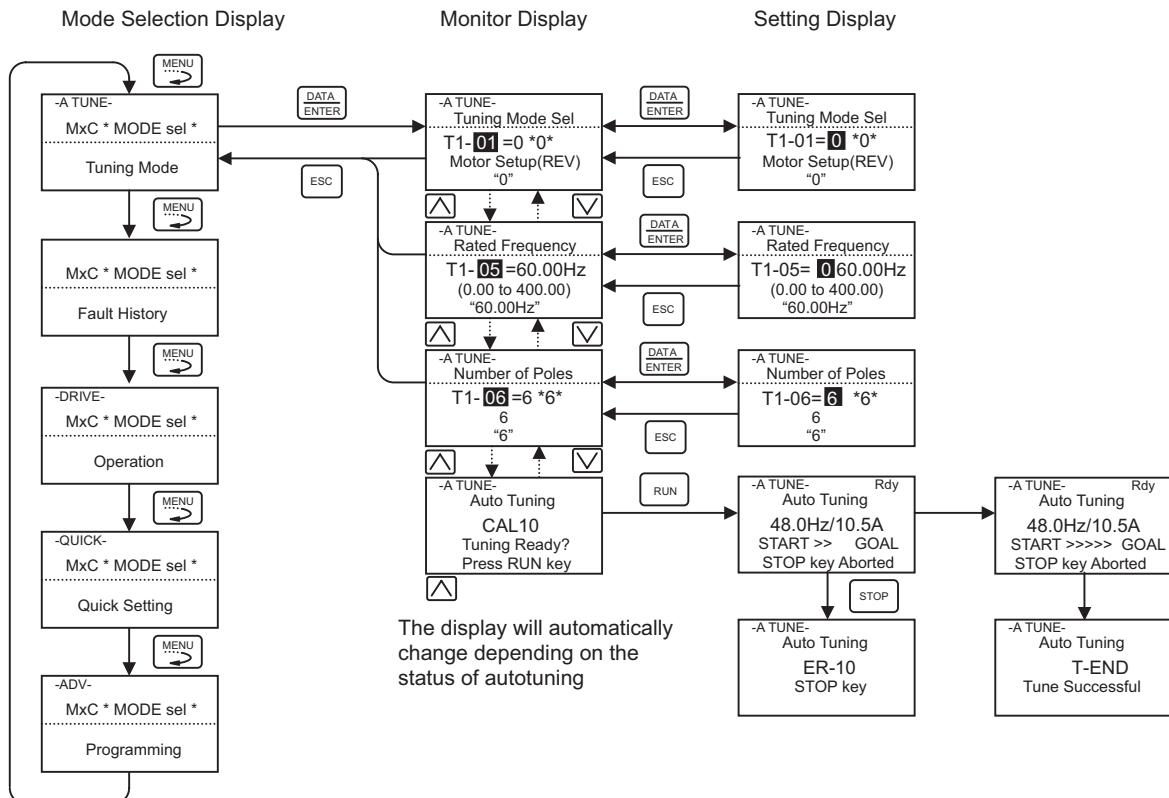 Mode Selection Display
Monitor Display
Setting Display
MENU
-A TUNE-
MxC * MODE sel *
Tuning Mode
MENU
MxC * MODE sel *
Fault History
MENU
-DRIVE-
MxC * MODE sel *
Operation
MENU
-QUICK-
MxC * MODE sel *
Quick Setting
MENU
-ADV-
MxC * MODE sel *
Programming
DATA
ENTER
ESC
-A TUNE-
Tuning Mode Sel
T1- 01 =0 *0*
Motor Setup(REV)
“0”
DATA
ENTER
ESC
-A TUNE-
Tuning Mode Sel
T1-01= 0 *0*
Motor Setup(REV)
“0”
-A TUNE-
Rated Frequency
T1- 05 =60.00Hz
(0.00 to 400.00)
“60.00Hz”
DATA
ENTER
ESC
-A TUNE-
Rated Frequency
T1-05= 060.00Hz
(0.00 to 400.00)
“60.00Hz”
-A TUNE-
Number of Poles
T1- 06 =6 *6*
6
“6”
DATA
ENTER
ESC
-A TUNE-
Number of Poles
T1-06= 6 *6*
6
“6”
-A TUNE-
Auto Tuning
CAL10
Tuning Ready?
Press RUN key
RUN
-A TUNE- Rdy
Auto Tuning
48.0Hz/10.5A
START >> GOAL
STOP key Aborted
-A TUNE- Rdy
Auto Tuning
48.0Hz/10.5A
START >>>>> GOAL
STOP key Aborted
STOP
The display will automatically
change depending on the
status of autotuning
-A TUNE-
Auto Tuning
ER-10
STOP key
-A TUNE-
Auto Tuning
T-END
Tune Successful